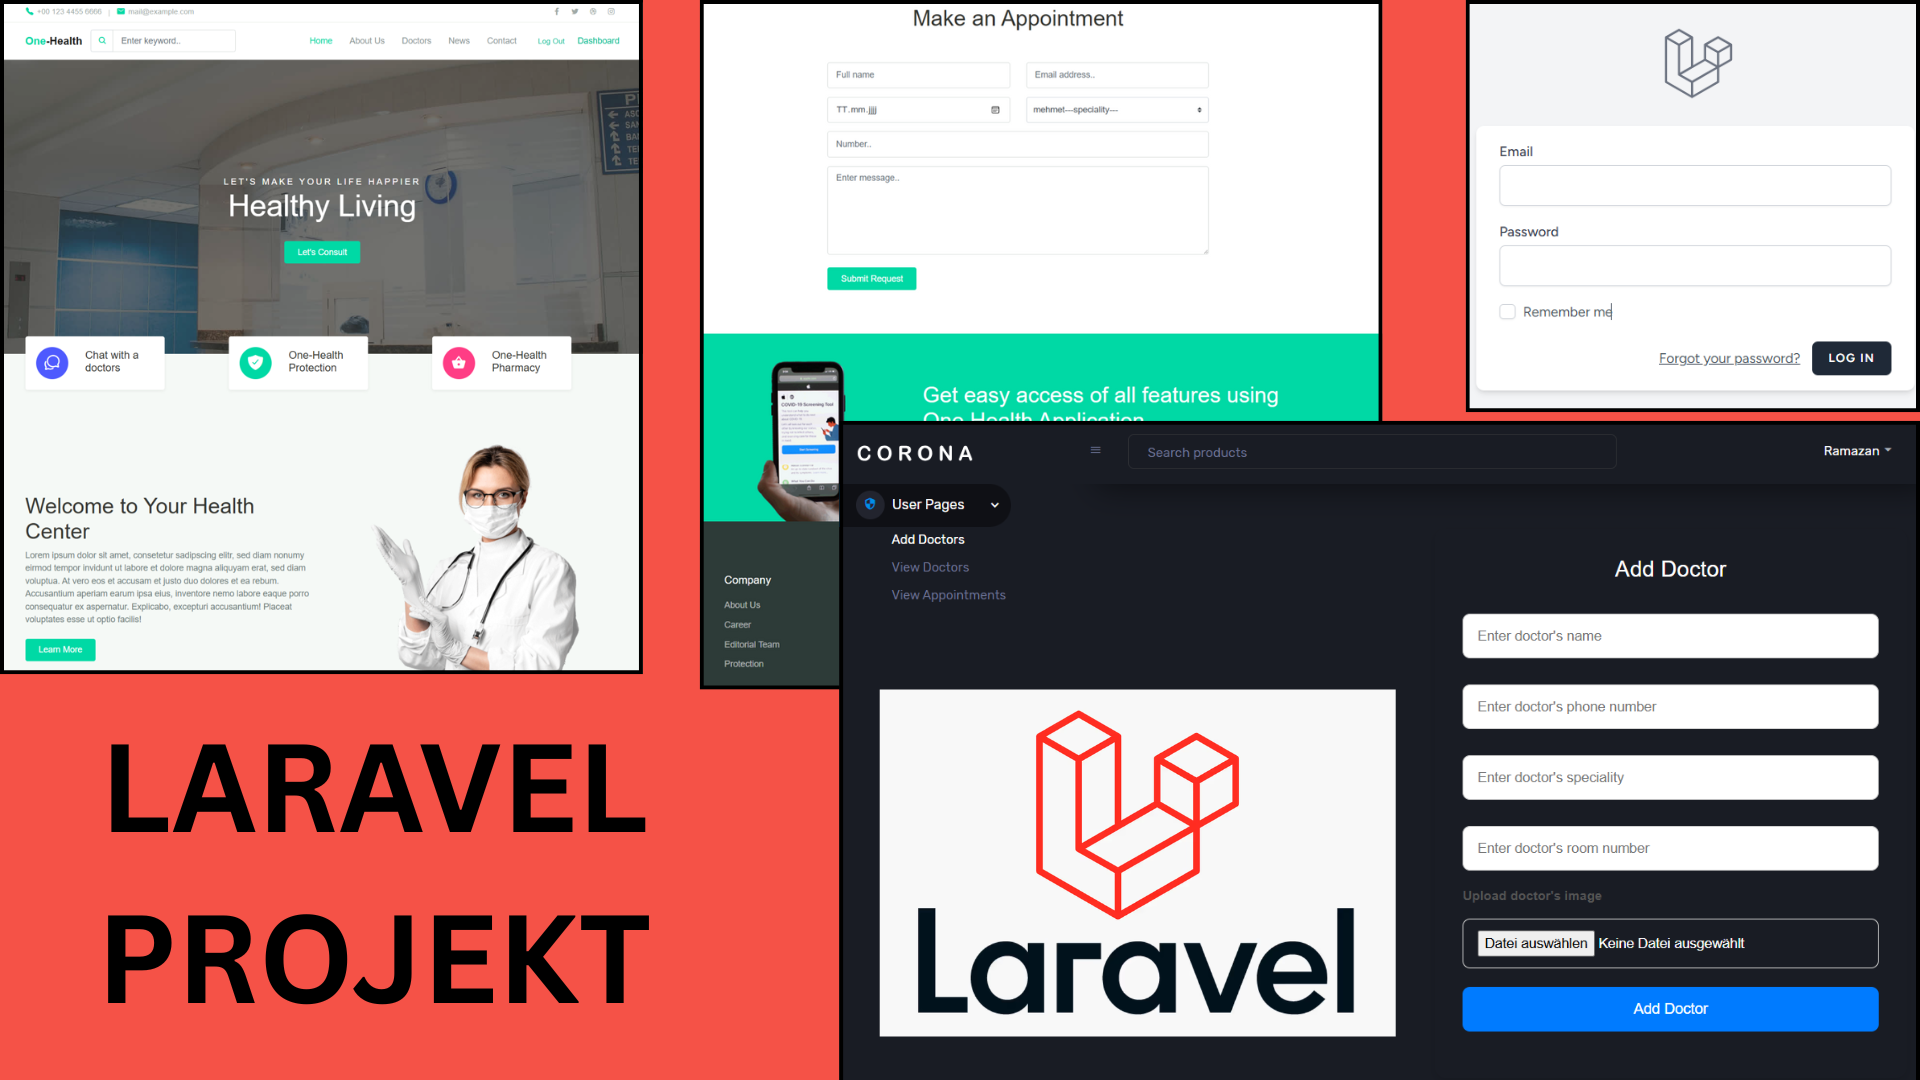 +00 123 4455 6666 | mail@example.com
One-Health
Enter keyword..
Home About Us Doctors News Contact Log Out Dashboard
LET'S MAKE YOUR LIFE HAPPIER
Healthy Living
Let's Consult
Chat with a
doctors
One-Health
Protection
One-Health
Pharmacy
Welcome to Your Health
Center
Lorem ipsum dolor sit amet, consetetur sadipscing elitr, sed diam nonumy
eirmod tempor invidunt ut labore et dolore magna aliquyam erat, sed diam
voluptua. At vero eos et accusam et justo duo dolores et ea rebum.
Accusantium aperiam earum ipsa eius, inventore nemo labore eaque porro
consequatur ex aspernatur. Explicabo, excepturi accusantium! Placeat
voluptates esse ut optio facilis!
Learn More
Make an Appointment
Full name
Email address..
TT.mm.jjjj
mehmet---speciality---
Number..
Enter message..
Submit Request
COVID-19 Screening Tool
Get easy access of all features using
One Health Application
Company
About Us
Career
Editorial Team
Protection
Email
Password
Remember me
Forgot your password? LOG IN
CORONA
Search products
Ramazan
User Pages
Add Doctors
View Doctors
View Appointments
Add Doctor
Enter doctor's name
Enter doctor's phone number
Enter doctor's speciality
Enter doctor's room number
Upload doctor's image
Datei auswählen Keine Datei ausgewählt
Add Doctor
Laravel
LARAVEL
PROJEKT